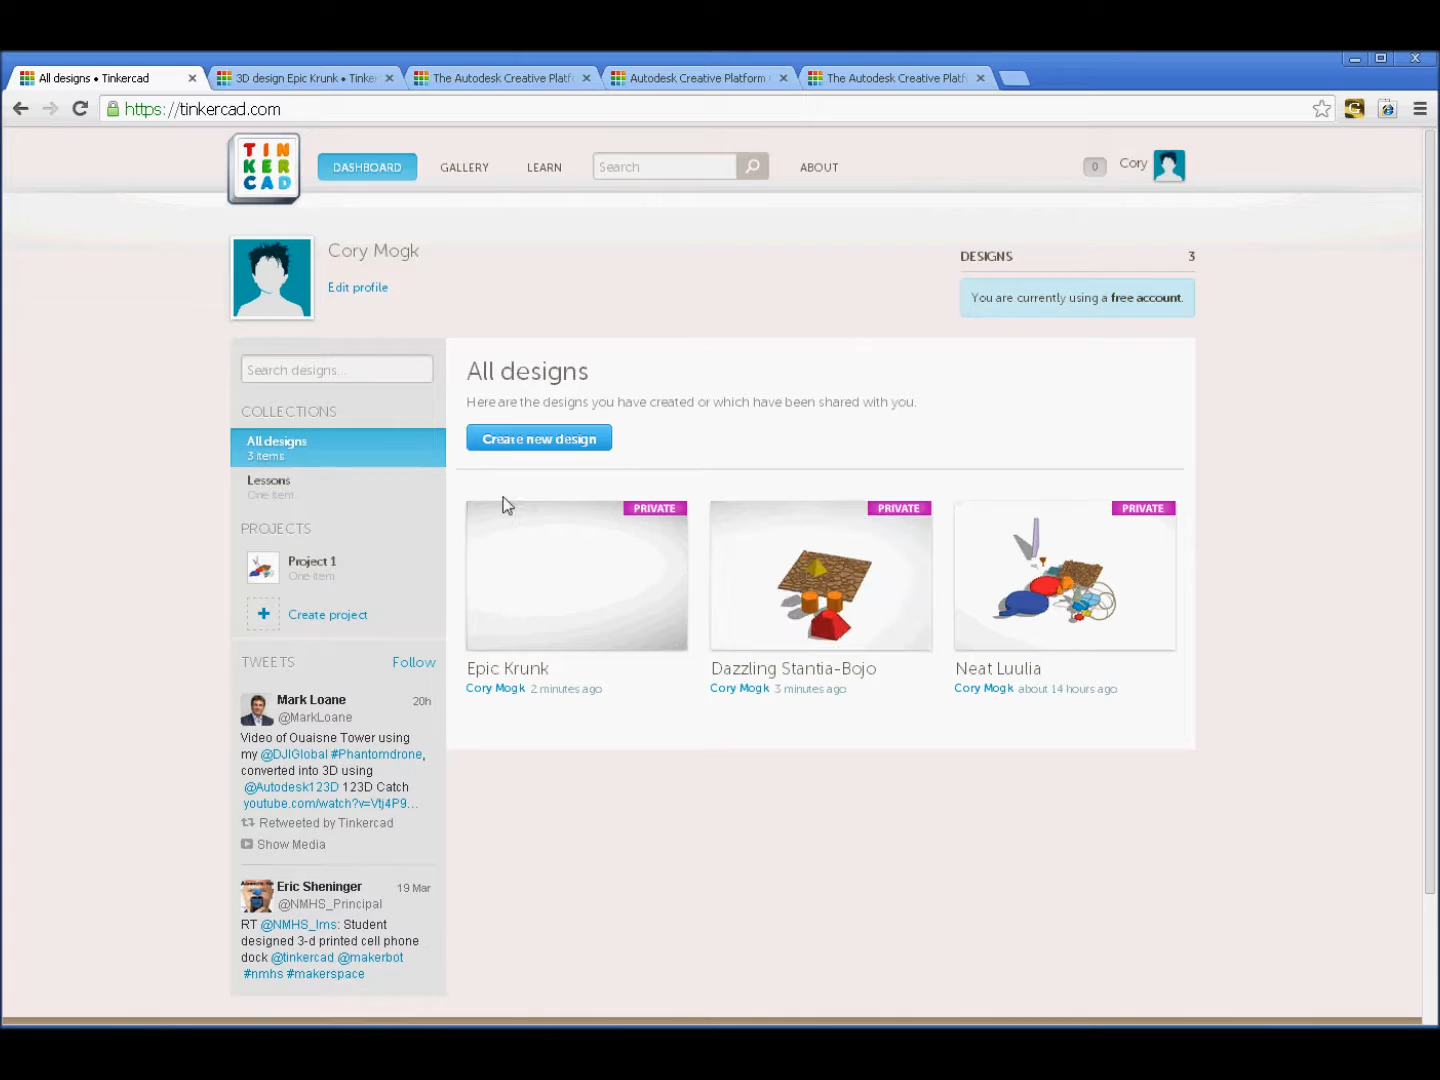 All designs • Tinkercad
3D design Epic Krunk • Tinker
The Autodesk Creative Platf
Autodesk Creative Platform
The Autodesk Creative Platf
https://tinkercad.com
TIN
KER
CAD
DASHBOARD
GALLERY
LEARN
Search
ABOUT
0
Cory
Cory Mogk
Edit profile
DESIGNS 3
You are currently using a free account.
Search designs...
COLLECTIONS
All designs
3 items
Lessons
One item
PROJECTS
Project 1
One item
Create project
TWEETS Follow
Mark Loane 20h
@MarkLoane
Video of Ouaisne Tower using
my @DJIGlobal #Phantomdrone,
converted into 3D using
@Autodesk123D 123D Catch
youtube.com/watch?v=Vtj4P9...
Retweeted by Tinkercad
Show Media
Eric Sheninger 19 Mar
@NMHS_Principal
RT @NMHS_lms: Student
designed 3-d printed cell phone
dock @tinkercad @makerbot
#nmhs #makerspace
All designs
Here are the designs you have created or which have been shared with you.
Create new design
PRIVATE
PRIVATE
PRIVATE
Epic Krunk
Cory Mogk 2 minutes ago
Dazzling Stantia-Bojo
Cory Mogk 3 minutes ago
Neat Luulia
Cory Mogk about 14 hours ago